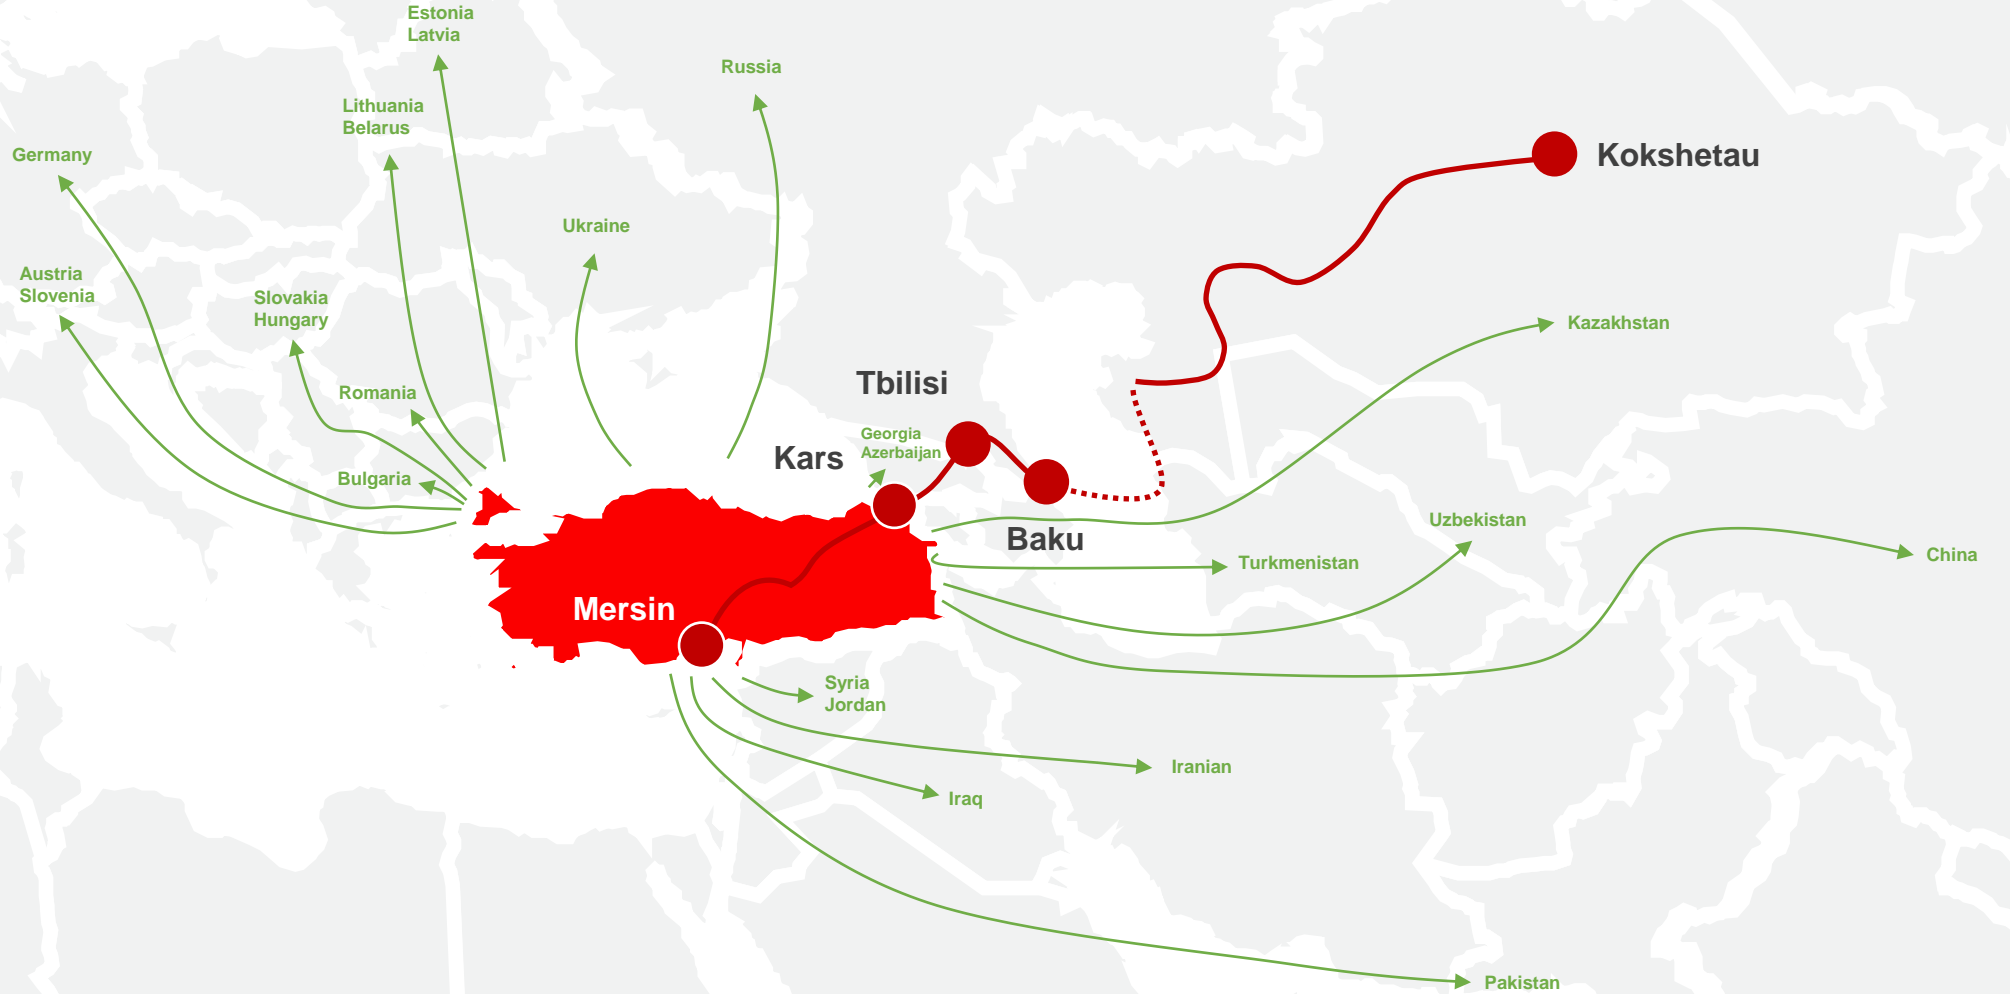 Estonia
Latvia
Russia
Lithuania
Belarus
Germany
Kokshetau
Ukraine
Austria
Slovenia
Slovakia
Hungary
Kazakhstan
Tbilisi
Romania
Georgia
Azerbaijan
Kars
Bulgaria
Uzbekistan
Baku
China
Turkmenistan
Mersin
Syria
Jordan
Iranian
Iraq
Pakistan